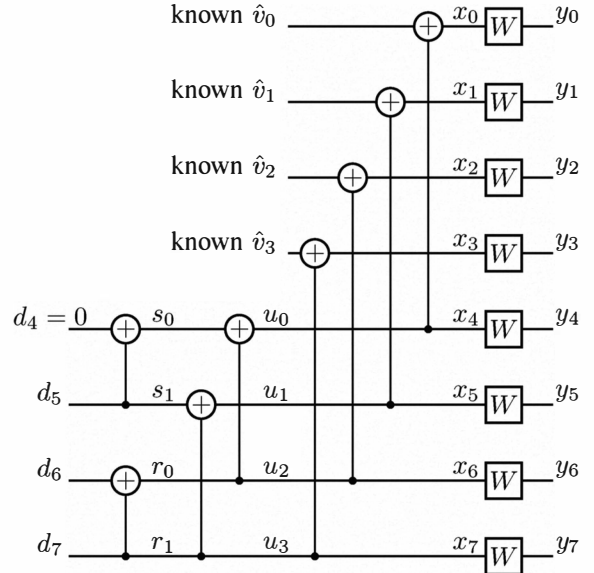 known v̂₀ x₀ W y₀
known v̂₁ x₁ W y₁
known v̂₂ x₂ W y₂
known v̂₃ x₃ W y₃
d₄ = 0 s₀ u₀ x₄ W y₄
d₅ s₁ u₁ x₅ W y₅
d₆ r₀ u₂ x₆ W y₆
d₇ r₁ u₃ x₇ W y₇